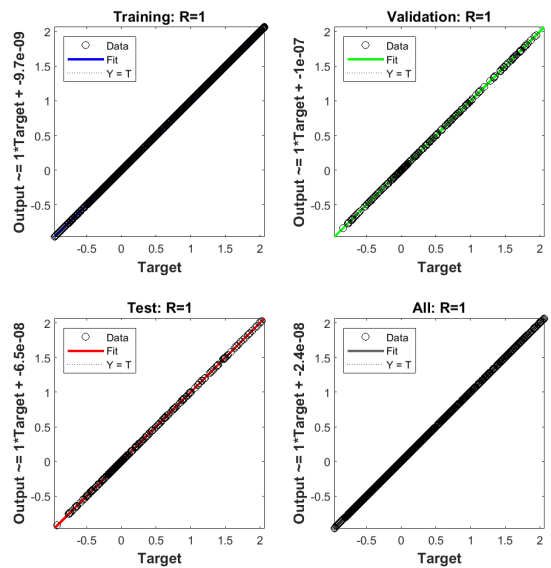 Training: R=1
Output ~= 1*Target + -9.7e-09
2
1.5
1
0.5
0
-0.5
Data
Fit
Y = T
-0.5 0 0.5 1 1.5 2
Target
Validation: R=1
Output ~= 1*Target + -1e-07
2
1.5
1
0.5
0
-0.5
Data
Fit
Y = T
-0.5 0 0.5 1 1.5 2
Target
Test: R=1
Output ~= 1*Target + -6.5e-08
2
1.5
1
0.5
0
-0.5
Data
Fit
Y = T
-0.5 0 0.5 1 1.5 2
Target
All: R=1
Output ~= 1*Target + -2.4e-08
2
1.5
1
0.5
0
-0.5
Data
Fit
Y = T
-0.5 0 0.5 1 1.5 2
Target